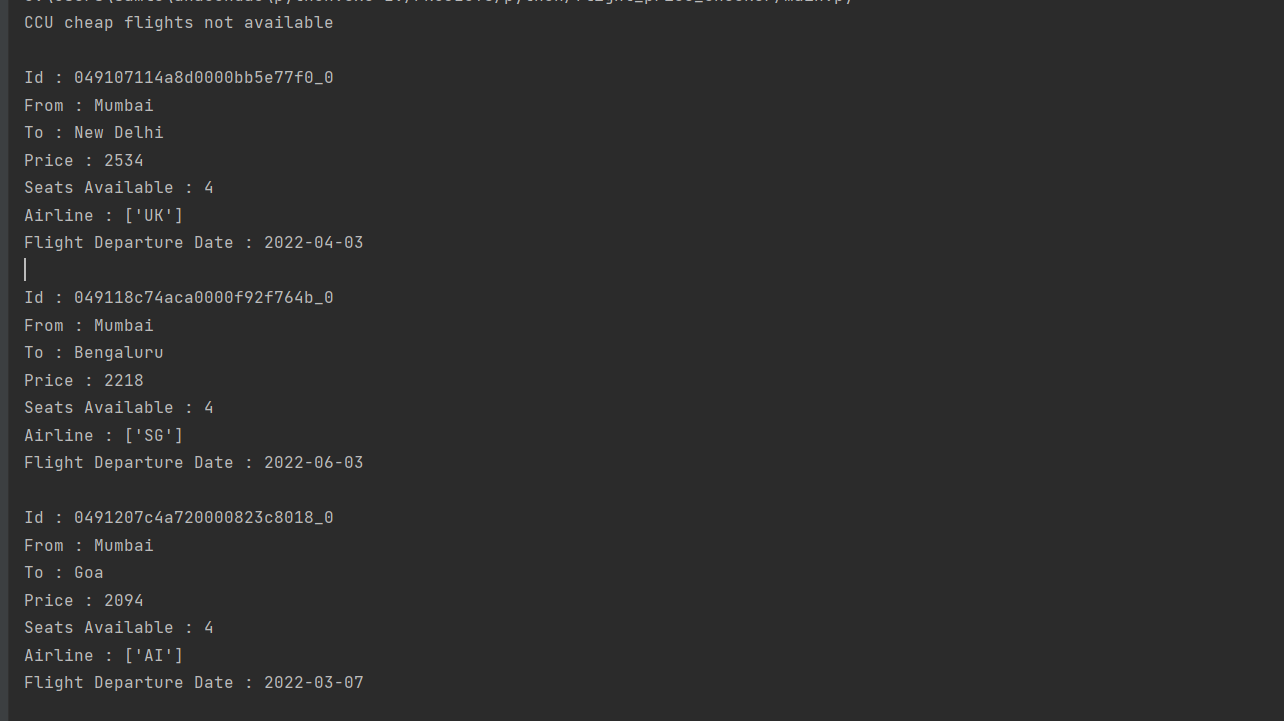 CCU cheap flights not available
Id : 049107114a8d0000bb5e77f0_0
From : Mumbai
To : New Delhi
Price : 2534
Seats Available : 4
Airline : ['UK']
Flight Departure Date : 2022-04-03
Id : 049118c74aca0000f92f764b_0
From : Mumbai
To : Bengaluru
Price : 2218
Seats Available : 4
Airline : ['SG']
Flight Departure Date : 2022-06-03
Id : 0491207c4a720000823c8018_0
From : Mumbai
To : Goa
Price : 2094
Seats Available : 4
Airline : ['AI']
Flight Departure Date : 2022-03-07